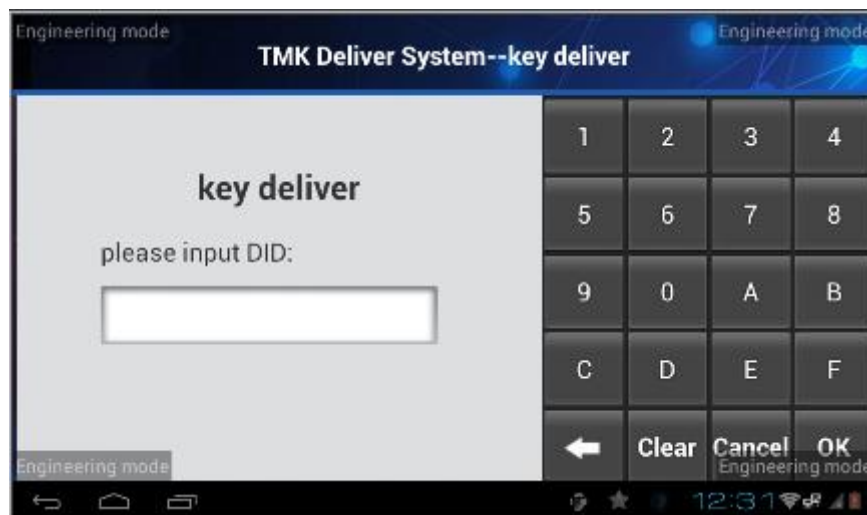 Engineering mode
Engineering mode
TMK Deliver System--key deliver
key deliver
please input DID:
1 2 3 4
5 6 7 8
9 0 A B
C D E F
Clear Cancel OK
Engineering mode
Engineering mode
12:31